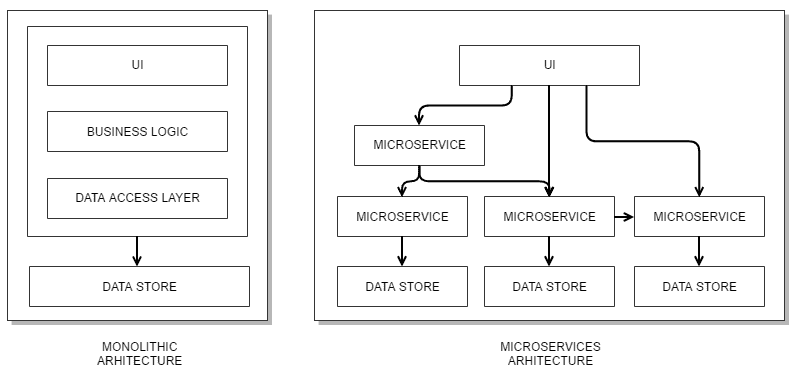 UI
BUSINESS LOGIC
DATA ACCESS LAYER
DATA STORE
MONOLITHIC
ARHITECTURE
UI
MICROSERVICE
MICROSERVICE
MICROSERVICE
MICROSERVICE
DATA STORE
DATA STORE
DATA STORE
MICROSERVICES
ARHITECTURE